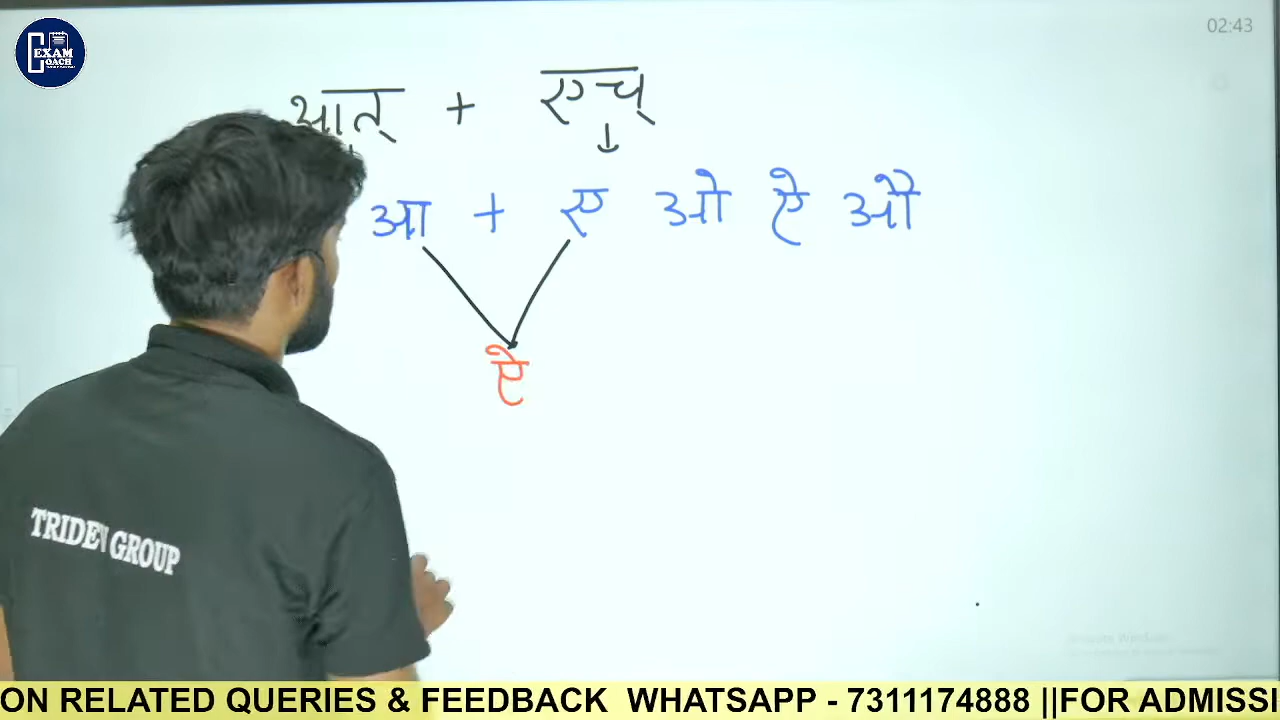 02:43
EXAM
COACH
आत् + एच्
↓
आ + ए ओ ऐ औ
ऐ
TRIDEV GROUP
ON RELATED QUERIES & FEEDBACK WHATSAPP - 7311174888 ||FOR ADMISSI